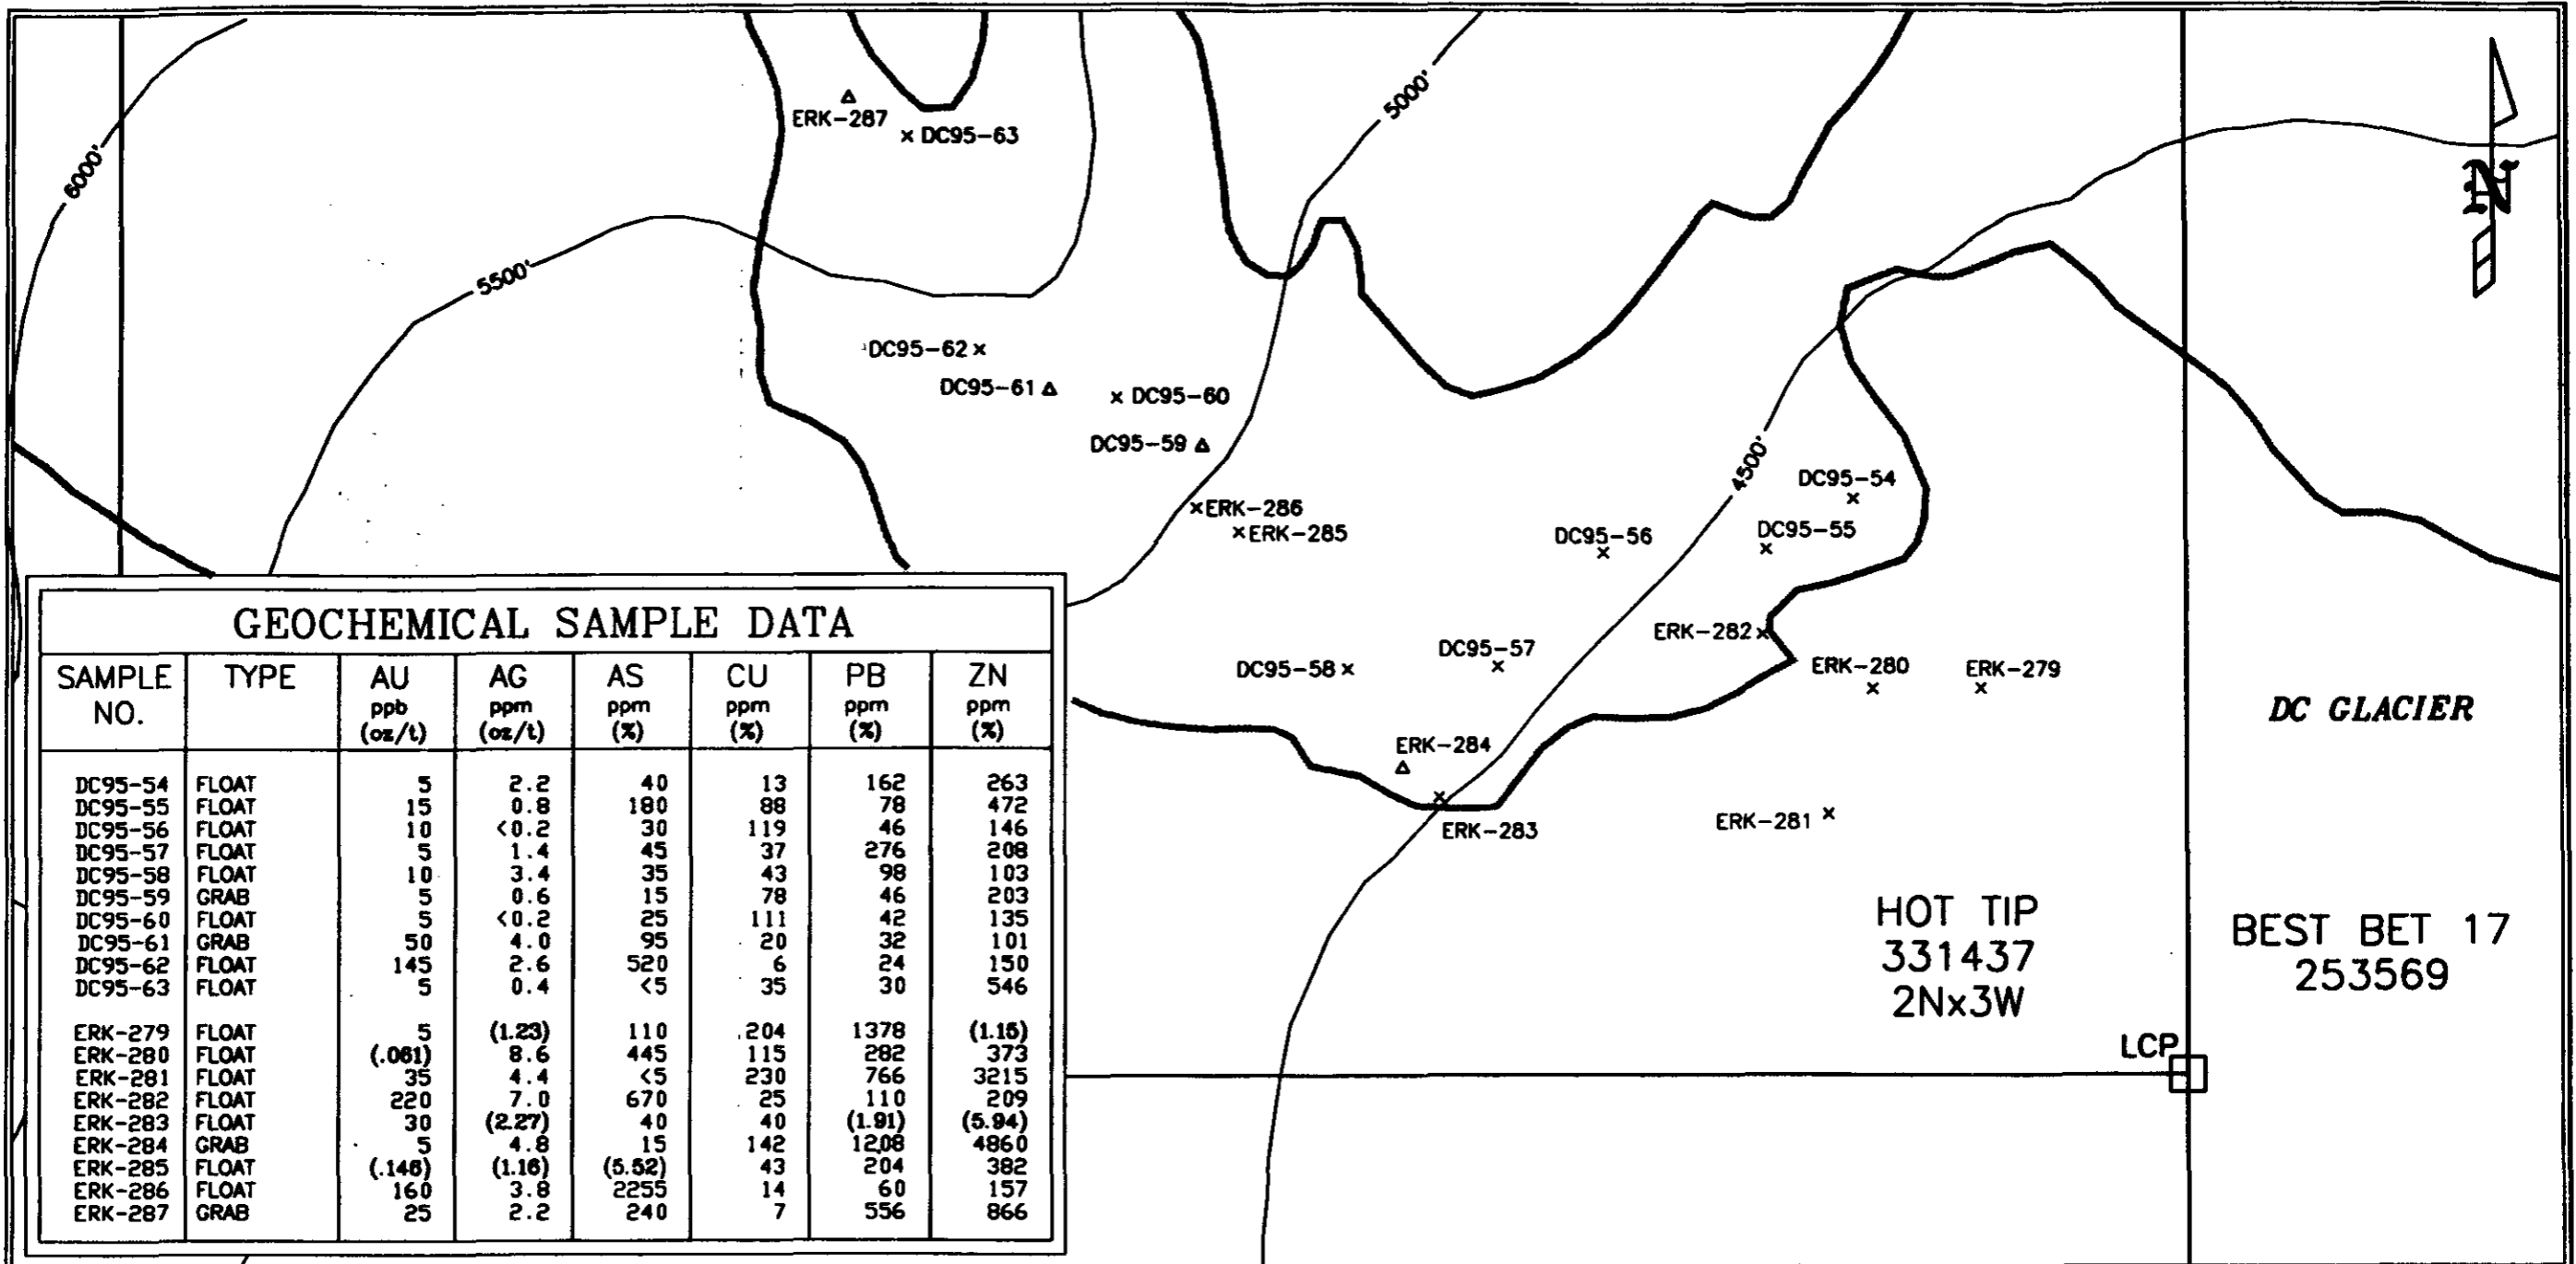 5000'
ERK-287
DC95-63
6000'
N
5500'
DC95-62
DC95-61
DC95-60
DC95-59
4500'
DC95-54
ERK-286
ERK-285
DC95-56
DC95-55
ERK-282
DC95-57
DC95-58
ERK-280
ERK-279
DC GLACIER
ERK-284
ERK-283
ERK-281
HOT TIP
331437
2Nx3W
BEST BET 17
253569
LCP
GEOCHEMICAL SAMPLE DATA
SAMPLE NO. TYPE AU AG AS CU PB ZN
ppb ppm ppm ppm ppm ppm
(oz/t) (oz/t) (%) (%) (%) (%)
DC95-54 FLOAT 5 2.2 40 13 162 263
DC95-55 FLOAT 15 0.8 180 88 78 472
DC95-56 FLOAT 10 <0.2 30 119 46 146
DC95-57 FLOAT 5 1.4 45 37 276 208
DC95-58 FLOAT 10 3.4 35 43 98 103
DC95-59 GRAB 5 0.6 15 78 46 203
DC95-60 FLOAT 5 <0.2 25 111 42 135
DC95-61 GRAB 50 4.0 95 20 32 101
DC95-62 FLOAT 145 2.6 520 6 24 150
DC95-63 FLOAT 5 0.4 <5 35 30 546
ERK-279 FLOAT 5 (1.23) 110 204 1378 (1.15)
ERK-280 FLOAT (.061) 8.6 445 115 282 373
ERK-281 FLOAT 35 4.4 <5 230 766 3215
ERK-282 FLOAT 220 7.0 670 25 110 209
ERK-283 FLOAT 30 (2.27) 40 40 (1.91) (5.94)
ERK-284 GRAB 5 4.8 15 142 1208 4860
ERK-285 FLOAT (.146) (1.16) (5.52) 43 204 382
ERK-286 FLOAT 160 3.8 2255 14 60 157
ERK-287 GRAB 25 2.2 240 7 556 866